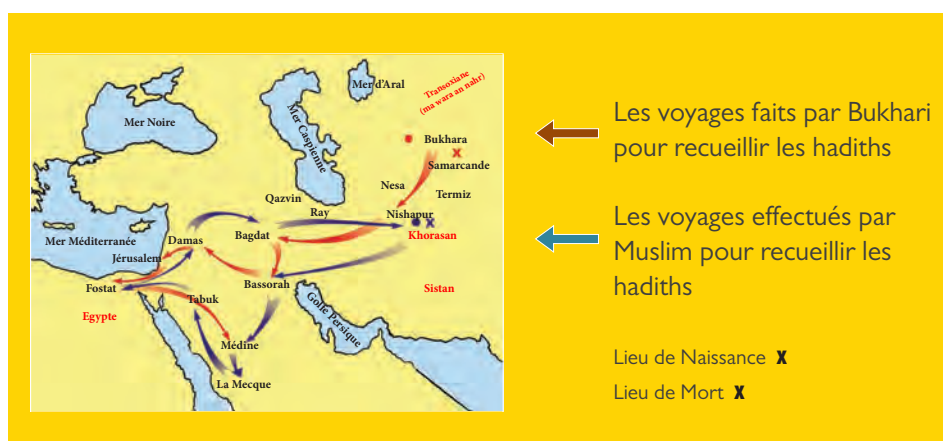 Mer d'Aral
Transoxiane
(ma wara an nahr)
Mer Noire
Mer Caspienne
Bukhara
Samarcande
Nesa
Termiz
Qazvin
Ray
Nishapur
Mer Méditerranée
Damas
Bagdat
Khorasan
Jérusalem
Fostat
Tabuk
Bassorah
Sistan
Egypte
Golfe Persique
Médine
La Mecque
Les voyages faits par Bukhari
pour recueillir les hadiths
Les voyages effectués par
Muslim pour recueillir les
hadiths
Lieu de Naissance X
Lieu de Mort X